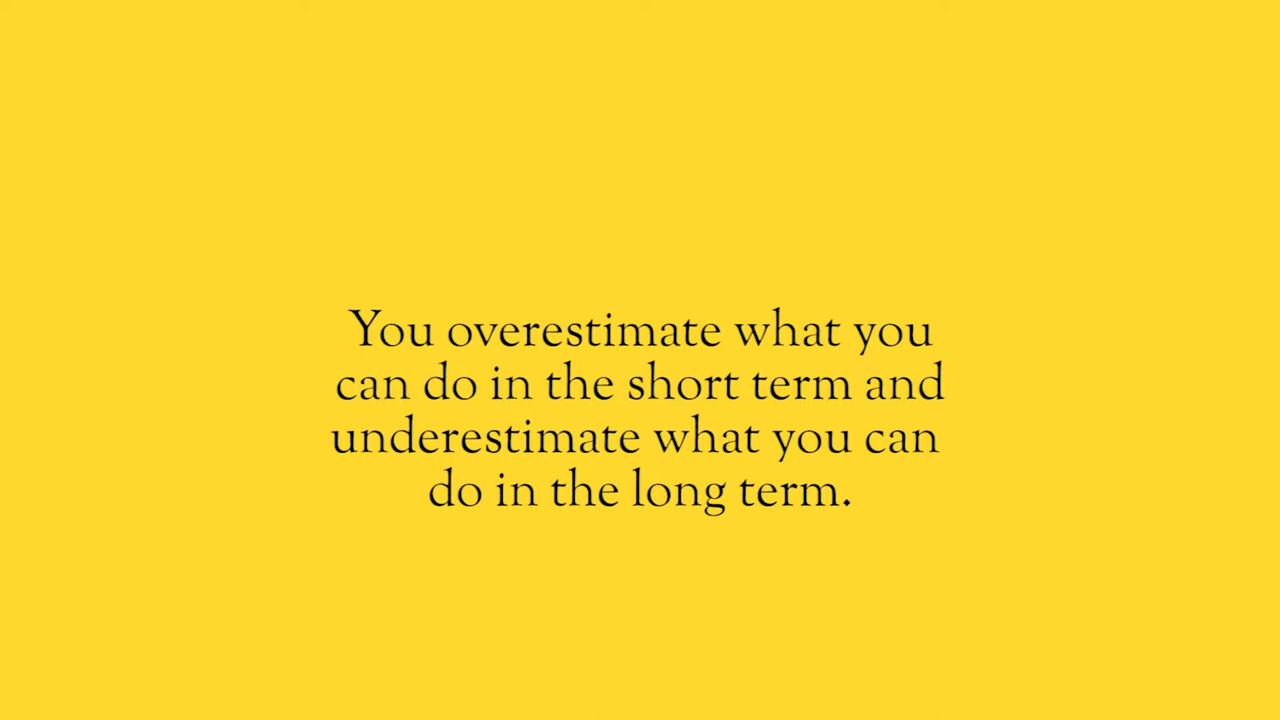 You overestimate what you
can do in the short term and
underestimate what you can
do in the long term.